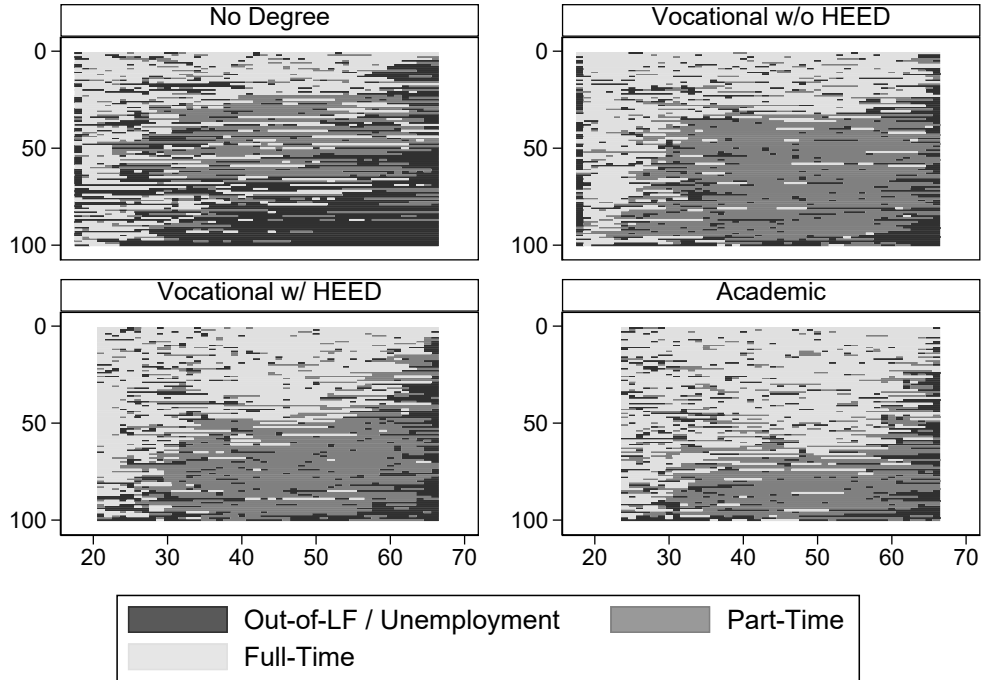 No Degree
Vocational w/o HEED
0
50
100
0
50
100
Vocational w/ HEED
Academic
0
50
100
0
50
100
20 30 40 50 60 70
20 30 40 50 60 70
Out-of-LF / Unemployment
Part-Time
Full-Time